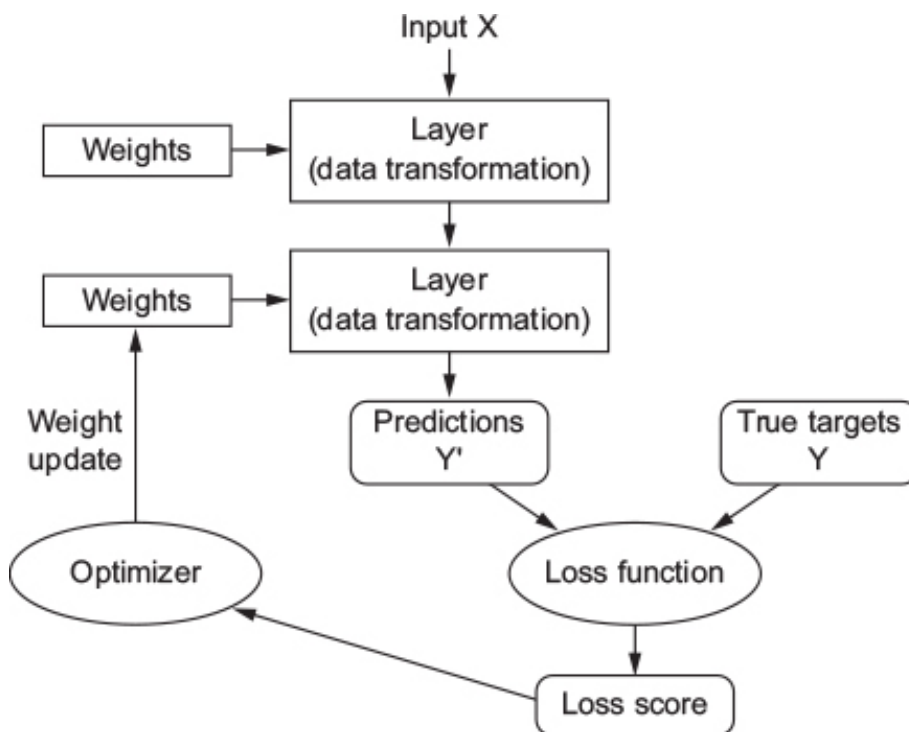 Input X
Layer
(data transformation)
Weights
Layer
(data transformation)
Weights
Weight
update
Predictions
Y'
True targets
Y
Optimizer
Loss function
Loss score